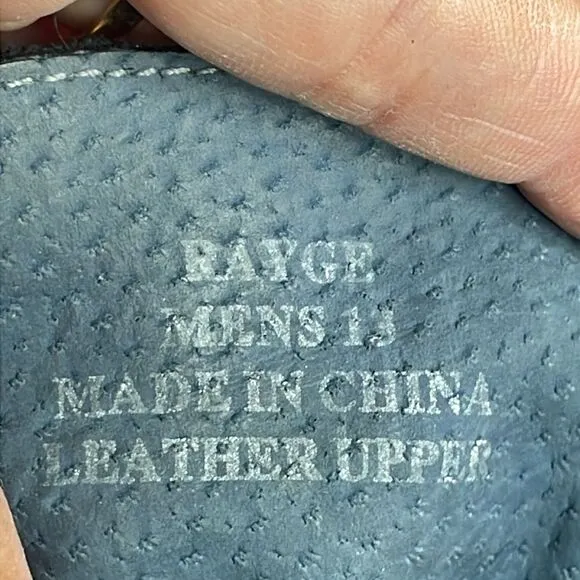 RAYGE
MENS 13
MADE IN CHINA
LEATHER UPPER